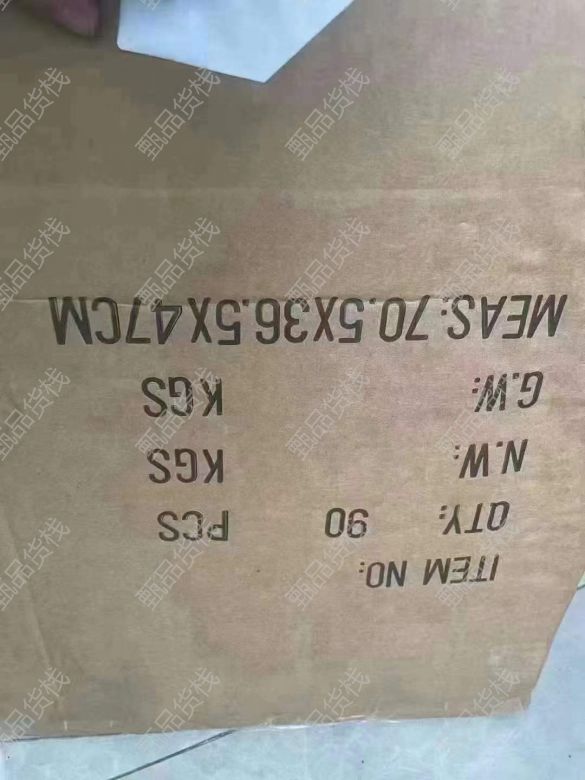 ITEM NO:
QTY: 90 PCS
N.W: KGS
G.W: KGS
MEAS:70.5X36.5X47CM
甄品货栈